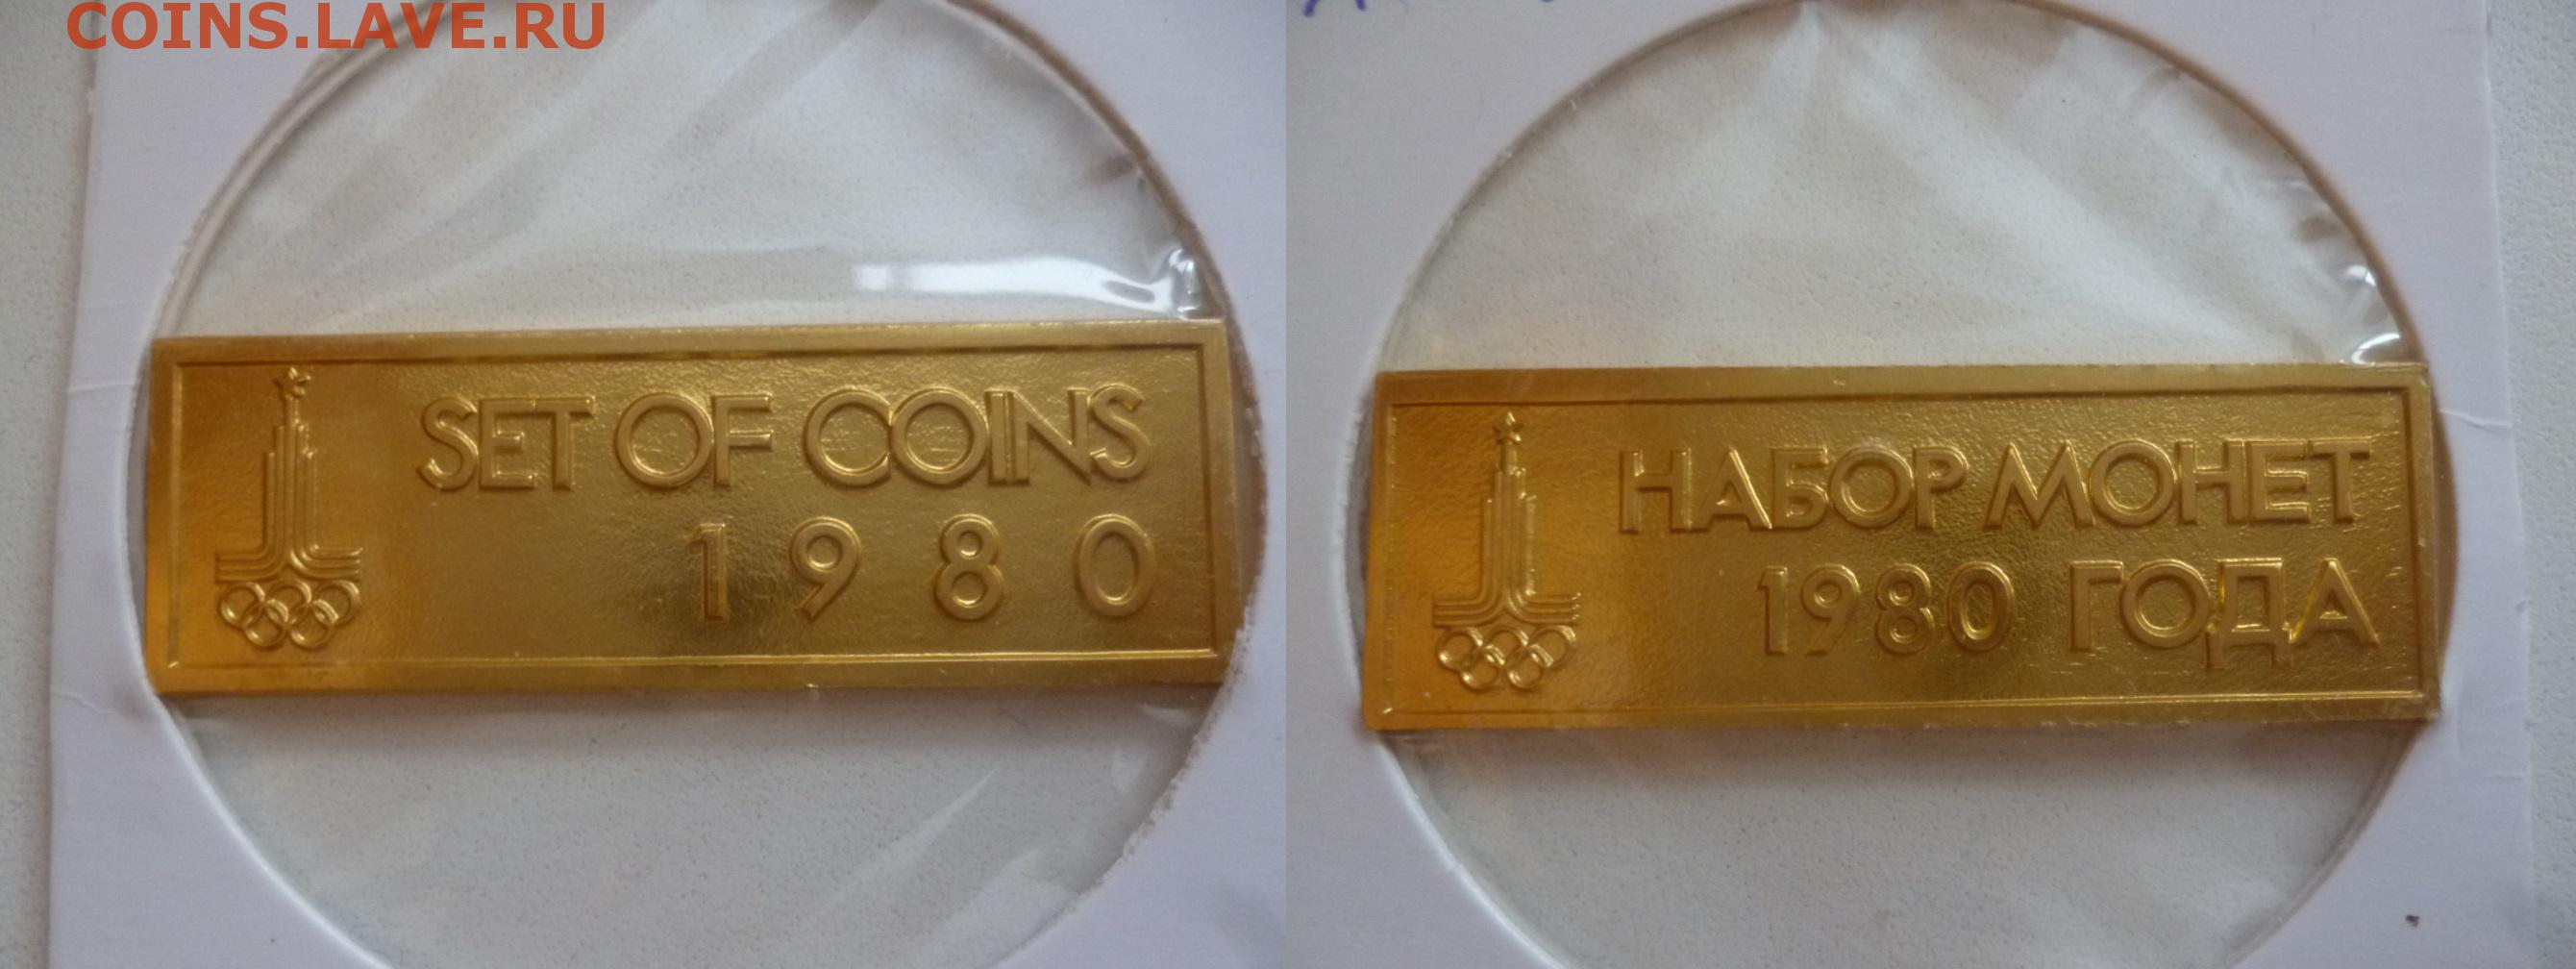 COINS.LAVE.RU
SET OF COINS
1980
НАБОР МОНЕТ
1980 ГОДА